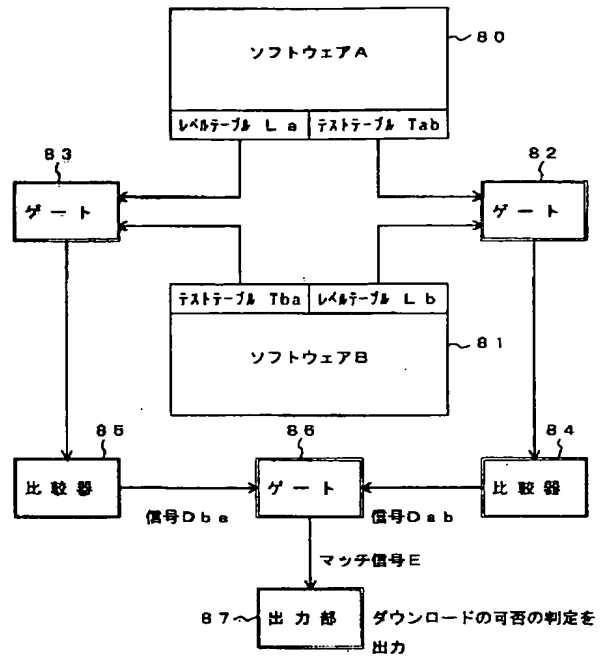 80
ソフトウェアA
レベルテーブル La
テストテーブル Tab
83
82
ゲート
ゲート
テストテーブル Tba
レベルテーブル Lb
ソフトウェアB
81
85
86
84
比較器
ゲート
比較器
信号Dba
信号Dab
マッチ信号E
87
出力部
ダウンロードの可否の判定を
出力